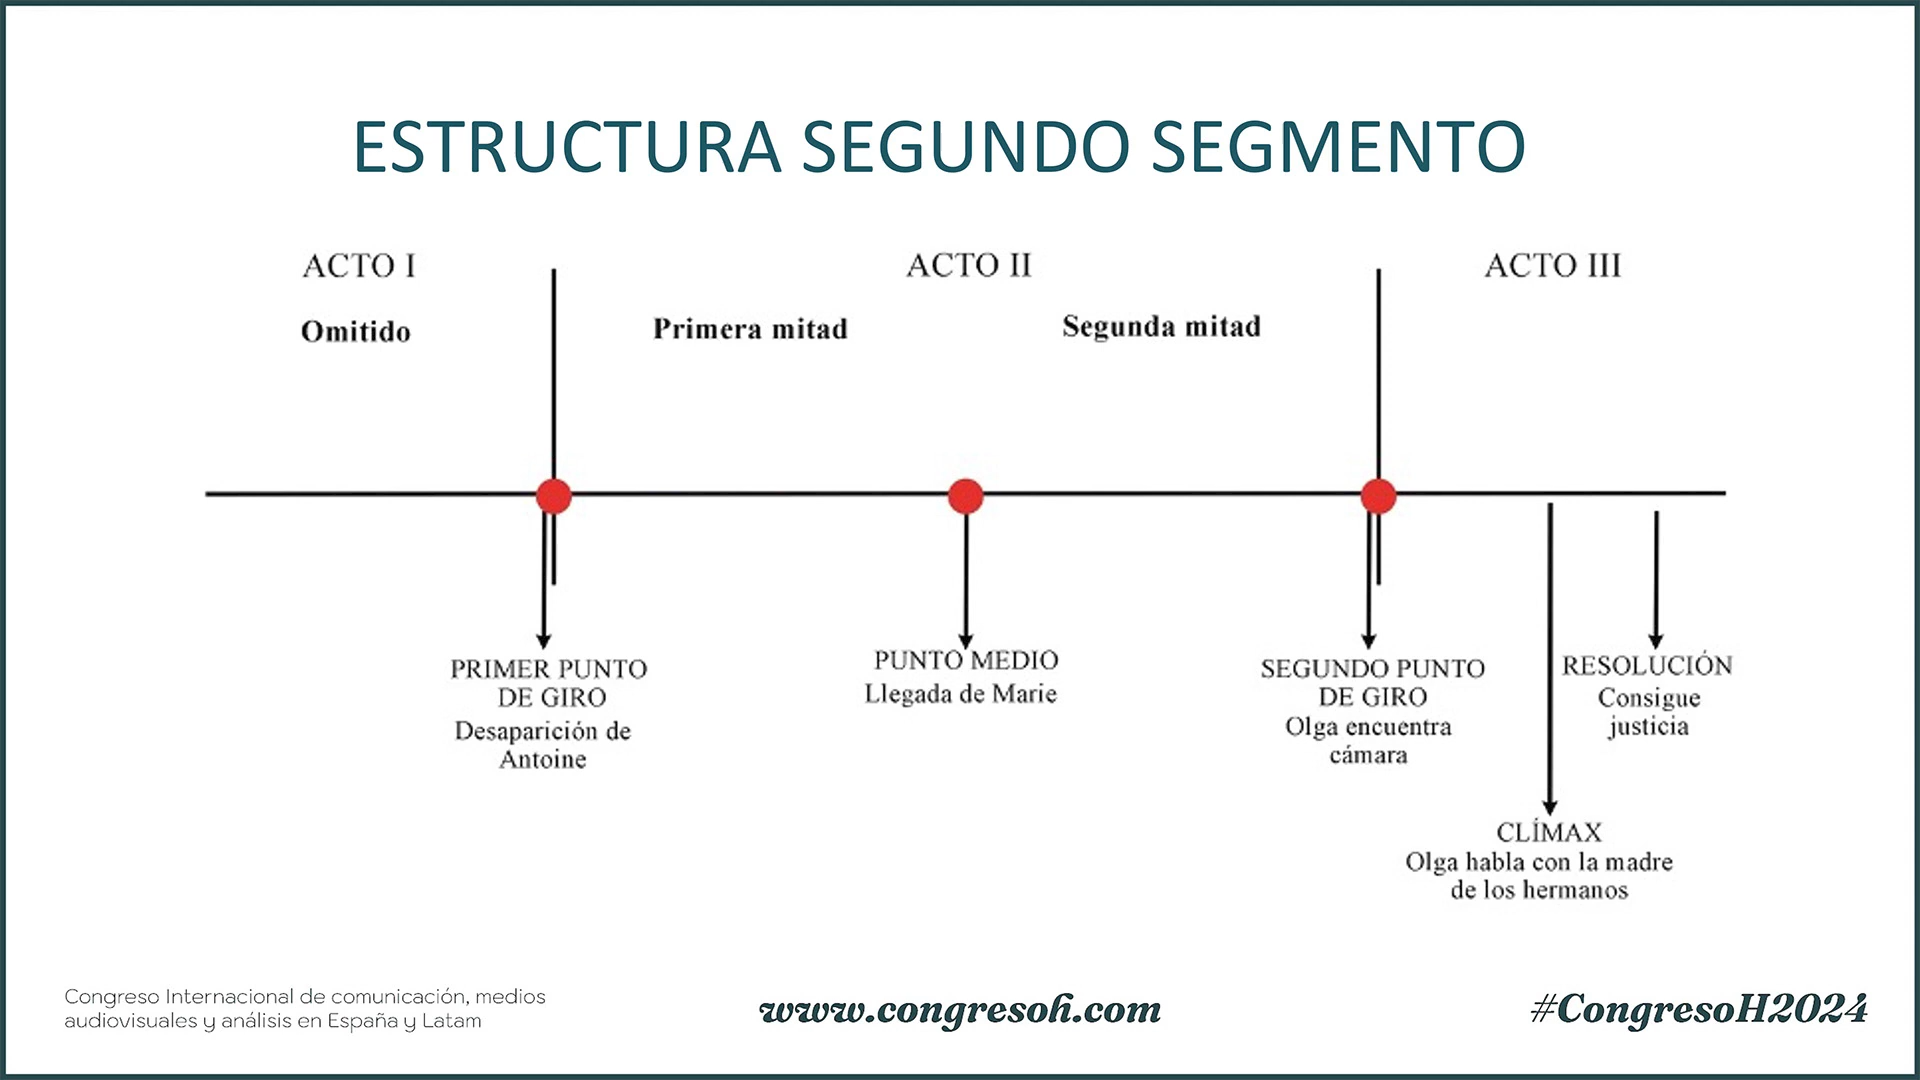 ESTRUCTURA SEGUNDO SEGMENTO
ACTO I
ACTO II
ACTO III
Omitido
Primera mitad
Segunda mitad
PRIMER PUNTO
DE GIRO
Desaparición de
Antoine
PUNTO MEDIO
Llegada de Marie
SEGUNDO PUNTO
DE GIRO
Olga encuentra
cámara
RESOLUCIÓN
Consigue
justicia
CLÍMAX
Olga habla con la madre
de los hermanos
Congreso Internacional de comunicación, medios
audiovisuales y análisis en España y Latam
www.congresoh.com
#CongresoH2024